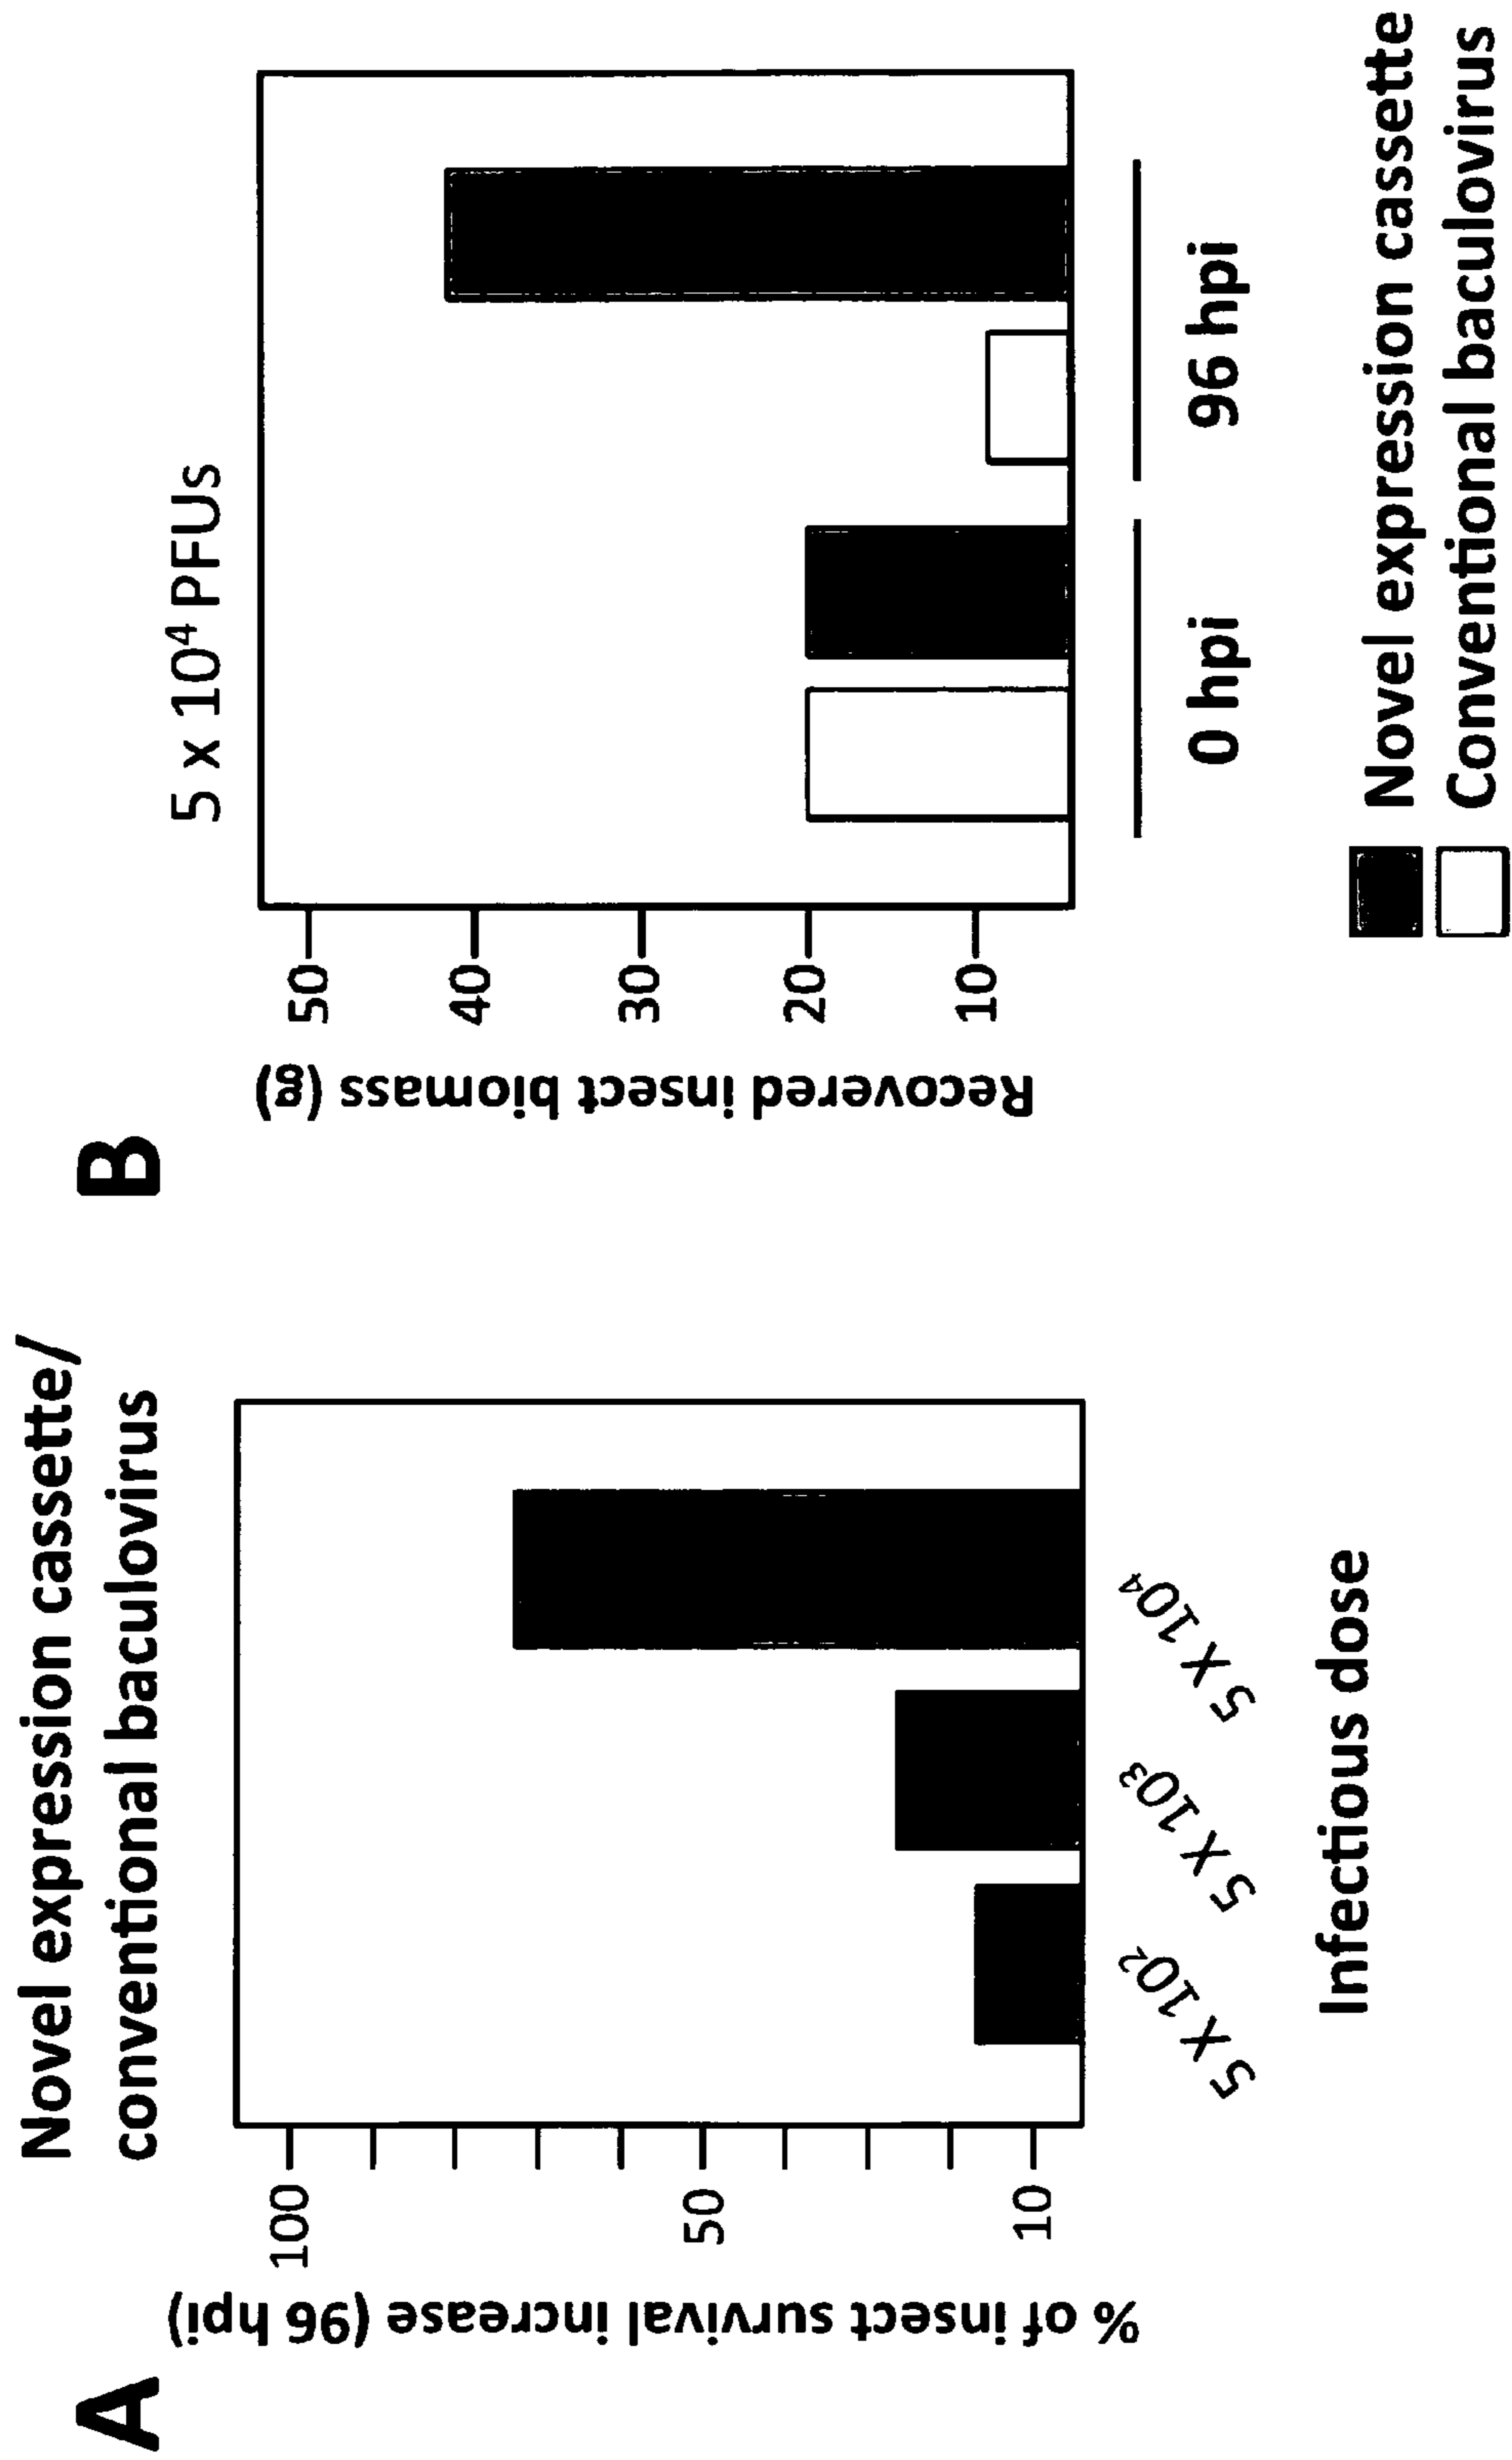 A
Novel expression cassette/
conventional baculovirus
% of insect survival increase (96 hpi)
100
50
10
5 X 10²
5 X 10³
5 X 10⁴
Infectious dose
B
5 x 10⁴ PFUs
Recovered insect biomass (g)
50
40
30
20
10
0 hpi
96 hpi
Novel expression cassette
Conventional baculovirus